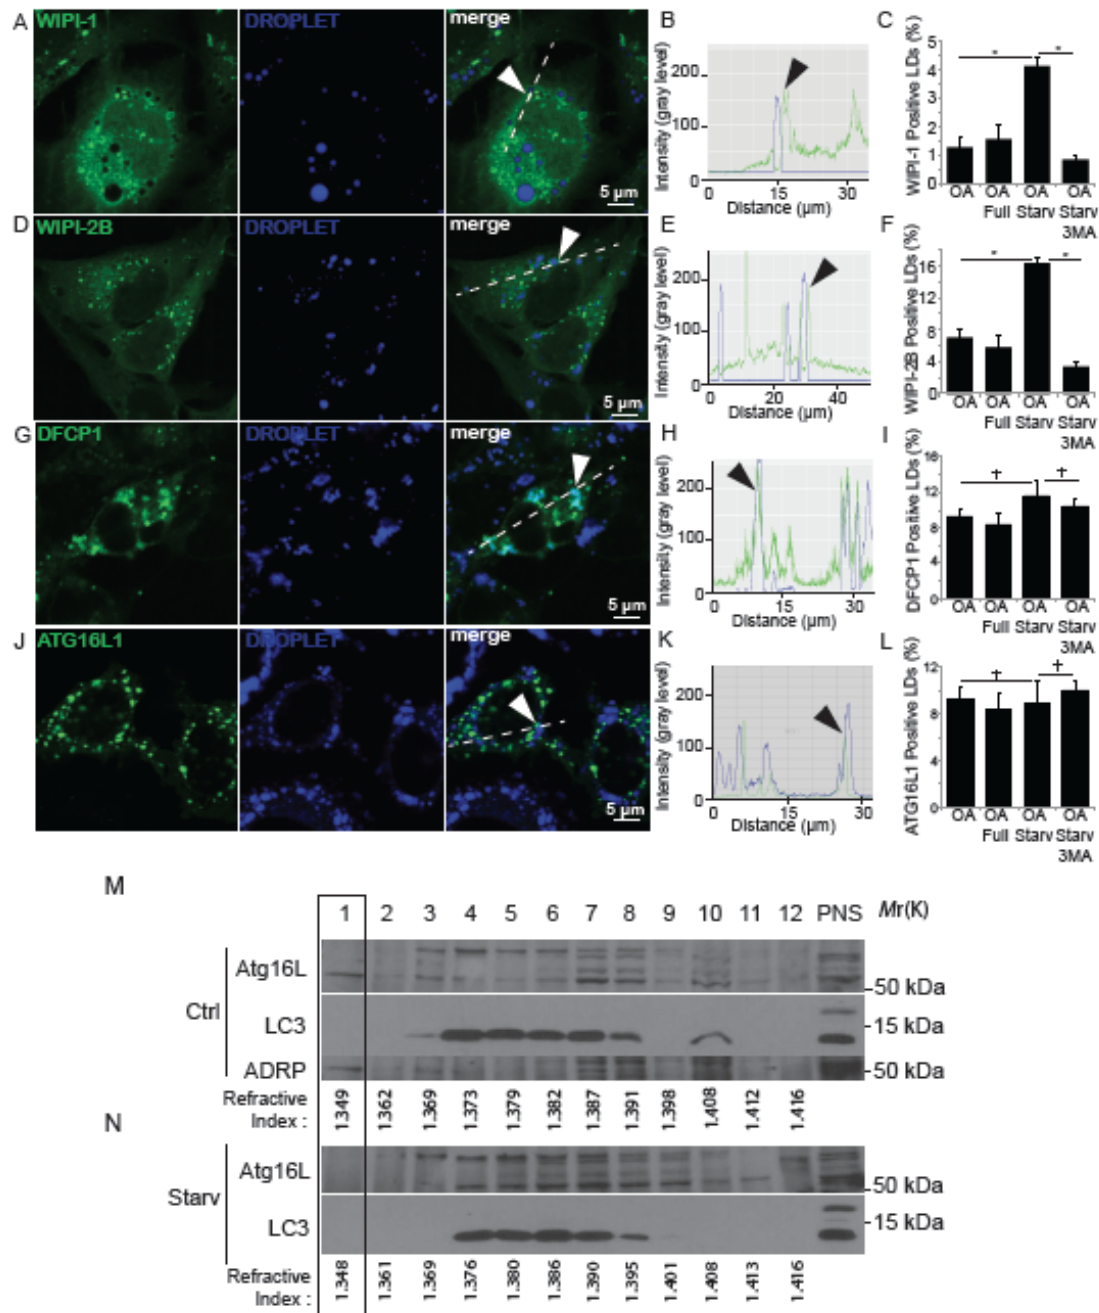 A WIPI-1 DROPLET merge 5 µm
B Intensity (gray level) 200 100 0 0 15 30 Distance (µm)
C WIPI-1 Positive LDs (%) 5 4 3 2 1 0 * * OA OA OA OA
Full Starv Starv
3MA
D WIPI-2B DROPLET merge 5 µm
E Intensity (gray level) 200 100 0 0 20 40 Distance (µm)
F WIPI-2B Positive LDs (%) 16 12 8 4 0 * * OA OA OA OA
Full Starv Starv
3MA
G DFCP1 DROPLET merge 5 µm
H Intensity (gray level) 200 100 0 0 15 30 Distance (µm)
I DFCP1 Positive LDs (%) 16 12 8 4 0 † † OA OA OA OA
Full Starv Starv
3MA
J ATG16L1 DROPLET merge 5 µm
K Intensity (gray level) 200 100 0 0 15 30 Distance (µm)
L ATG16L1 Positive LDs (%) 12 8 4 0 † † OA OA OA OA
Full Starv Starv
3MA
M
1 2 3 4 5 6 7 8 9 10 11 12 PNS Mr(K)
Ctrl
Atg16L 50 kDa
LC3 15 kDa
ADRP 50 kDa
Refractive Index : 1.349 1.362 1.369 1.373 1.379 1.382 1.387 1.391 1.398 1.408 1.412 1.416
N
Starv
Atg16L 50 kDa
LC3 15 kDa
Refractive Index : 1.348 1.361 1.369 1.376 1.380 1.386 1.390 1.395 1.401 1.408 1.413 1.416